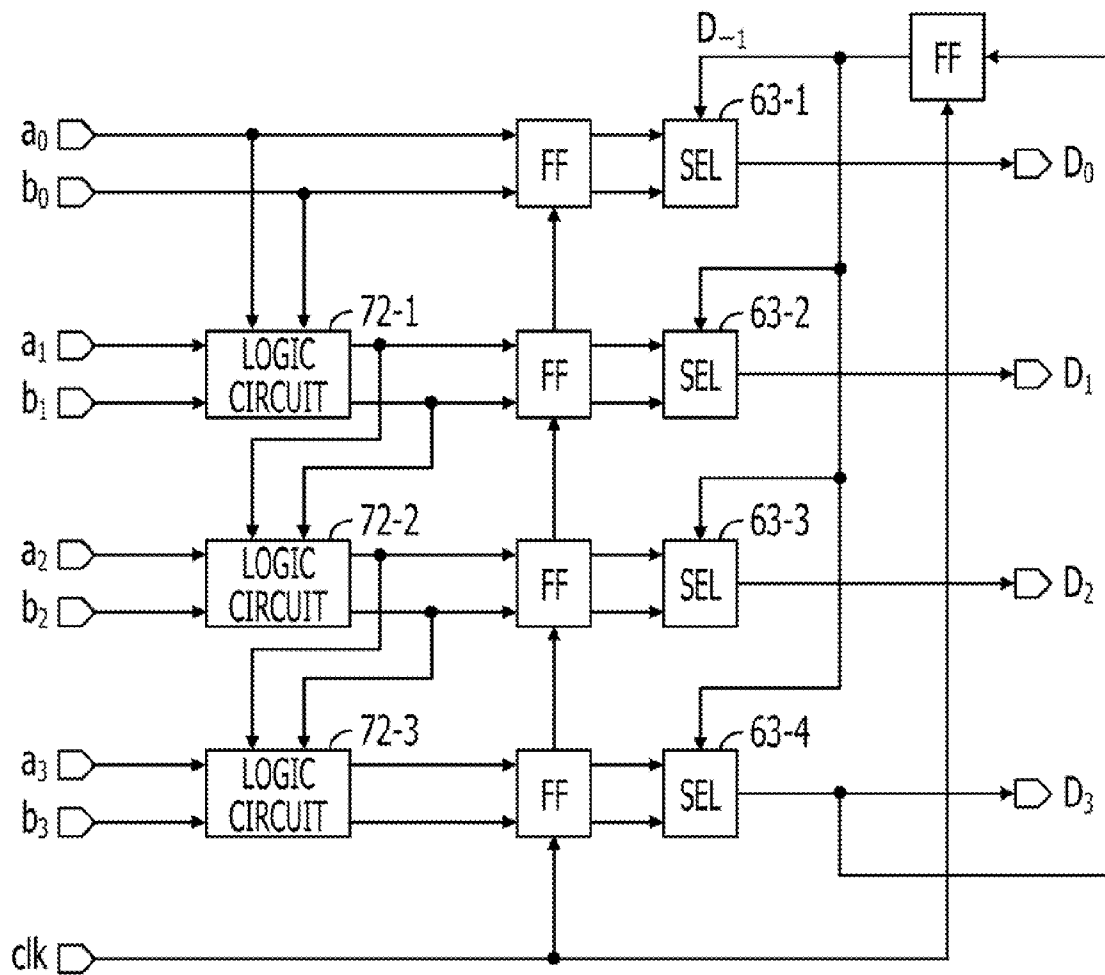 D₋₁
FF
63-1
a₀
b₀
FF
SEL
D₀
72-1
63-2
a₁
b₁
LOGIC
CIRCUIT
FF
SEL
D₁
72-2
63-3
a₂
b₂
LOGIC
CIRCUIT
FF
SEL
D₂
72-3
63-4
a₃
b₃
LOGIC
CIRCUIT
FF
SEL
D₃
clk